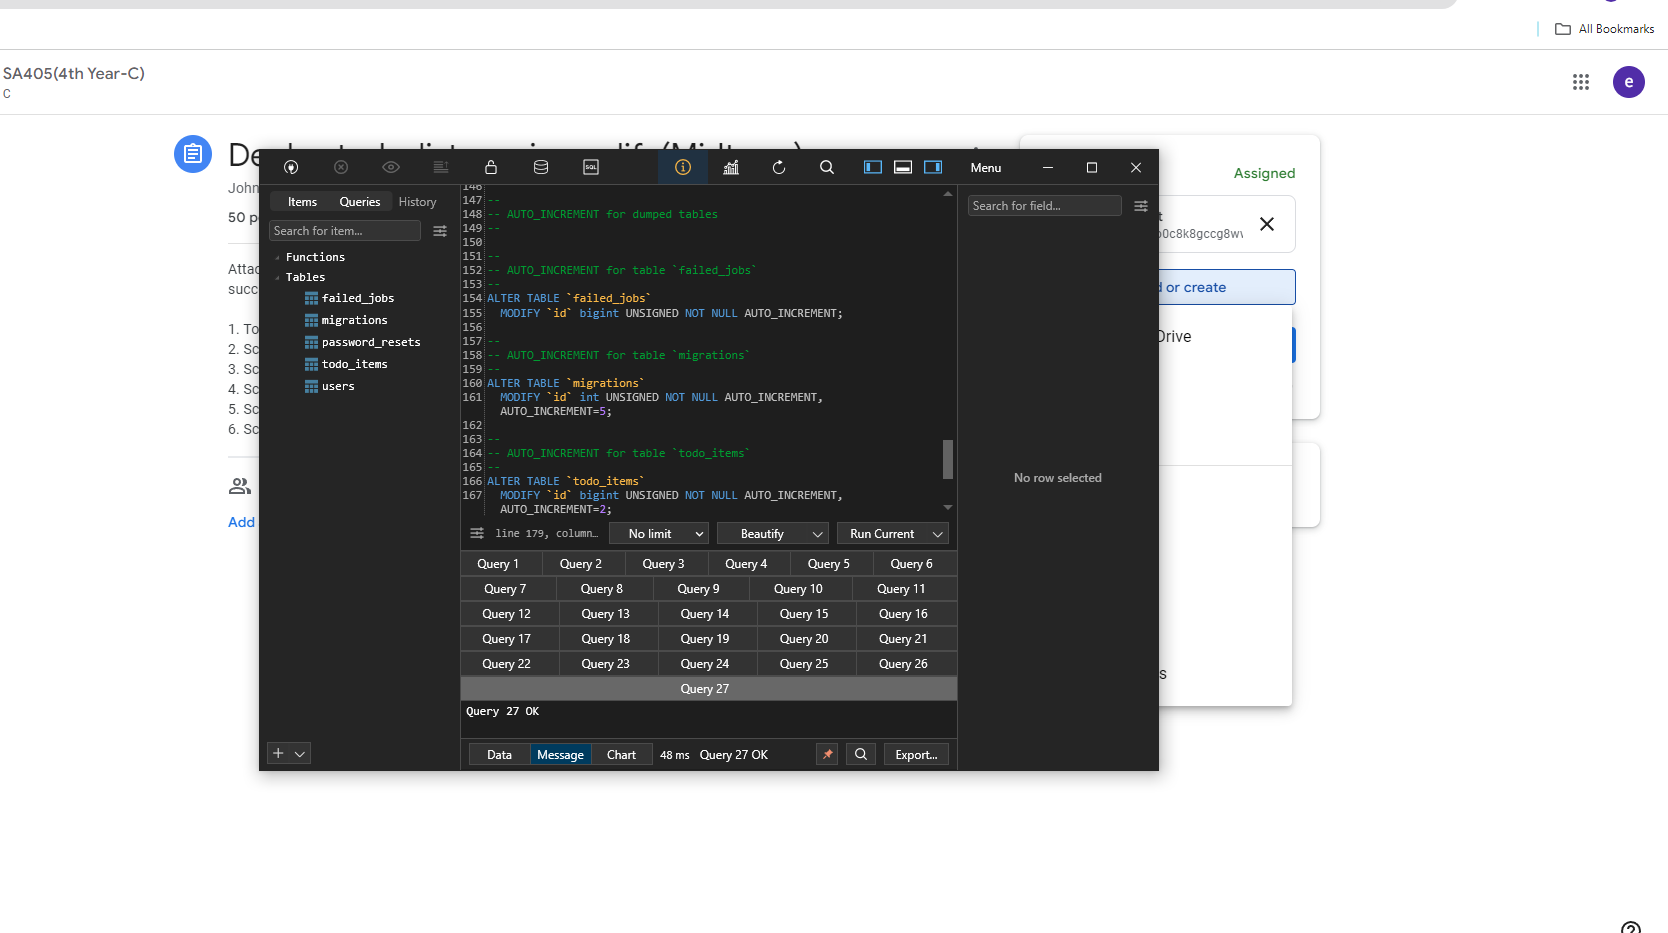 All Bookmarks
SA405(4th Year-C)
C
e
John
50
Attac
succ
1. To
2. Sc
3. Sc
4. Sc
5. Sc
6. Sc
Add
Assigned
0c8k8gccg8w
or create
Drive
s
SQL
Menu
Items Queries History
Search for item...
Functions
Tables
failed_jobs
migrations
password_resets
todo_items
users
146
147 --
148 -- AUTO_INCREMENT for dumped tables
149 --
150
151 --
152 -- AUTO_INCREMENT for table `failed_jobs`
153 --
154 ALTER TABLE `failed_jobs`
155 MODIFY `id` bigint UNSIGNED NOT NULL AUTO_INCREMENT;
156
157 --
158 -- AUTO_INCREMENT for table `migrations`
159 --
160 ALTER TABLE `migrations`
161 MODIFY `id` int UNSIGNED NOT NULL AUTO_INCREMENT,
AUTO_INCREMENT=5;
162
163 --
164 -- AUTO_INCREMENT for table `todo_items`
165 --
166 ALTER TABLE `todo_items`
167 MODIFY `id` bigint UNSIGNED NOT NULL AUTO_INCREMENT,
AUTO_INCREMENT=2;
line 179, column… No limit Beautify Run Current
Query 1 Query 2 Query 3 Query 4 Query 5 Query 6
Query 7 Query 8 Query 9 Query 10 Query 11
Query 12 Query 13 Query 14 Query 15 Query 16
Query 17 Query 18 Query 19 Query 20 Query 21
Query 22 Query 23 Query 24 Query 25 Query 26
Query 27
Query 27 OK
Data Message Chart 48 ms Query 27 OK Export...
Search for field...
No row selected